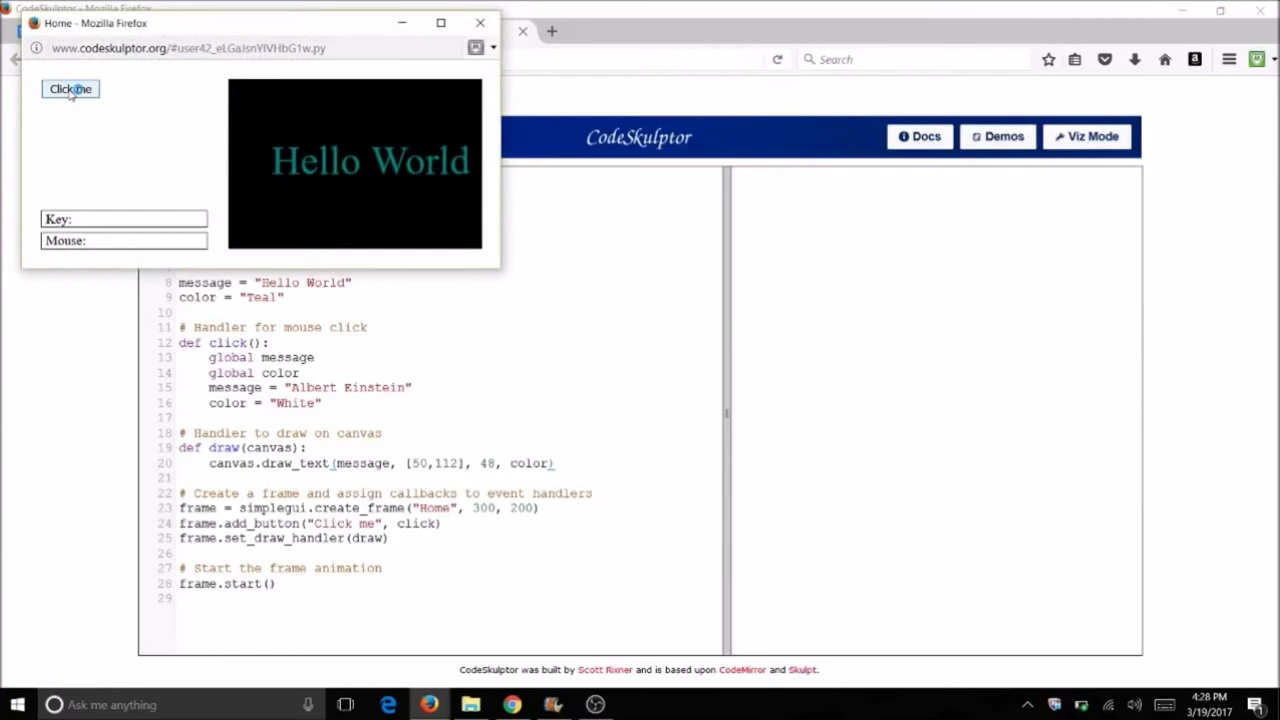 CodeSkulptor
Home - Mozilla Firefox
www.codeskulptor.org/#user42_
Search
Click me
Hello World
Key:
Mouse:
CodeSkulptor
Docs
Demos
Viz Mode
8 message = "Hello World"
9 color = "Teal"
10
11 # Handler for mouse click
12 def click():
13 global message
14 global color
15 message = "Albert Einstein"
16 color = "White"
17
18 # Handler to draw on canvas
19 def draw(canvas):
20 canvas.draw_text(message, [50,112], 48, color)
21
22 # Create a frame and assign callbacks to event handlers
23 frame = simplegui.create_frame("Home", 300, 200)
24 frame.add_button("Click me", click)
25 frame.set_draw_handler(draw)
26
27 # Start the frame animation
28 frame.start()
29
CodeSkulptor was built by Scott Rixner and is based upon CodeMirror and Skulpt.
Ask me anything
4:28 PM
3/19/2017